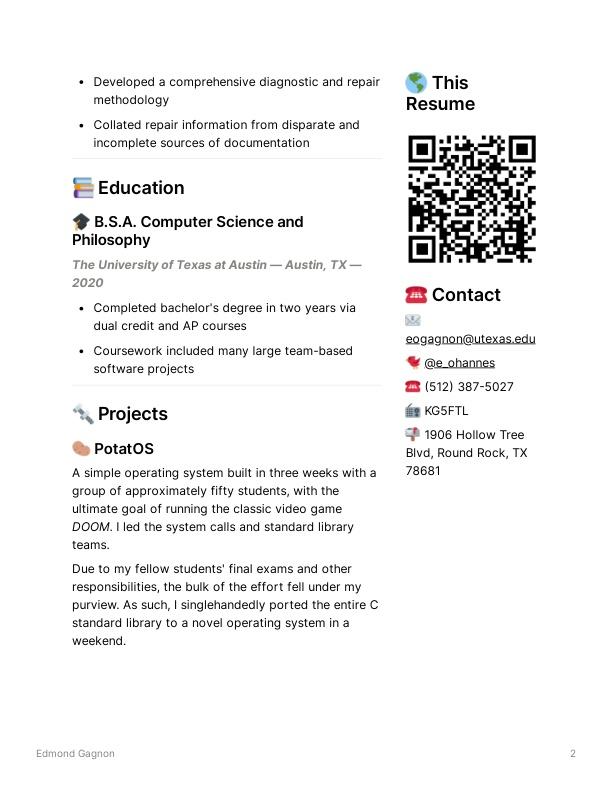 • Developed a comprehensive diagnostic and repair
methodology
• Collated repair information from disparate and
incomplete sources of documentation
Education
B.S.A. Computer Science and
Philosophy
The University of Texas at Austin — Austin, TX —
2020
• Completed bachelor's degree in two years via
dual credit and AP courses
• Coursework included many large team-based
software projects
Projects
PotatOS
A simple operating system built in three weeks with a
group of approximately fifty students, with the
ultimate goal of running the classic video game
DOOM. I led the system calls and standard library
teams.
Due to my fellow students' final exams and other
responsibilities, the bulk of the effort fell under my
purview. As such, I singlehandedly ported the entire C
standard library to a novel operating system in a
weekend.
This
Resume
Contact
eogagnon@utexas.edu
@e_ohannes
(512) 387-5027
KG5FTL
1906 Hollow Tree
Blvd, Round Rock, TX
78681
Edmond Gagnon
2